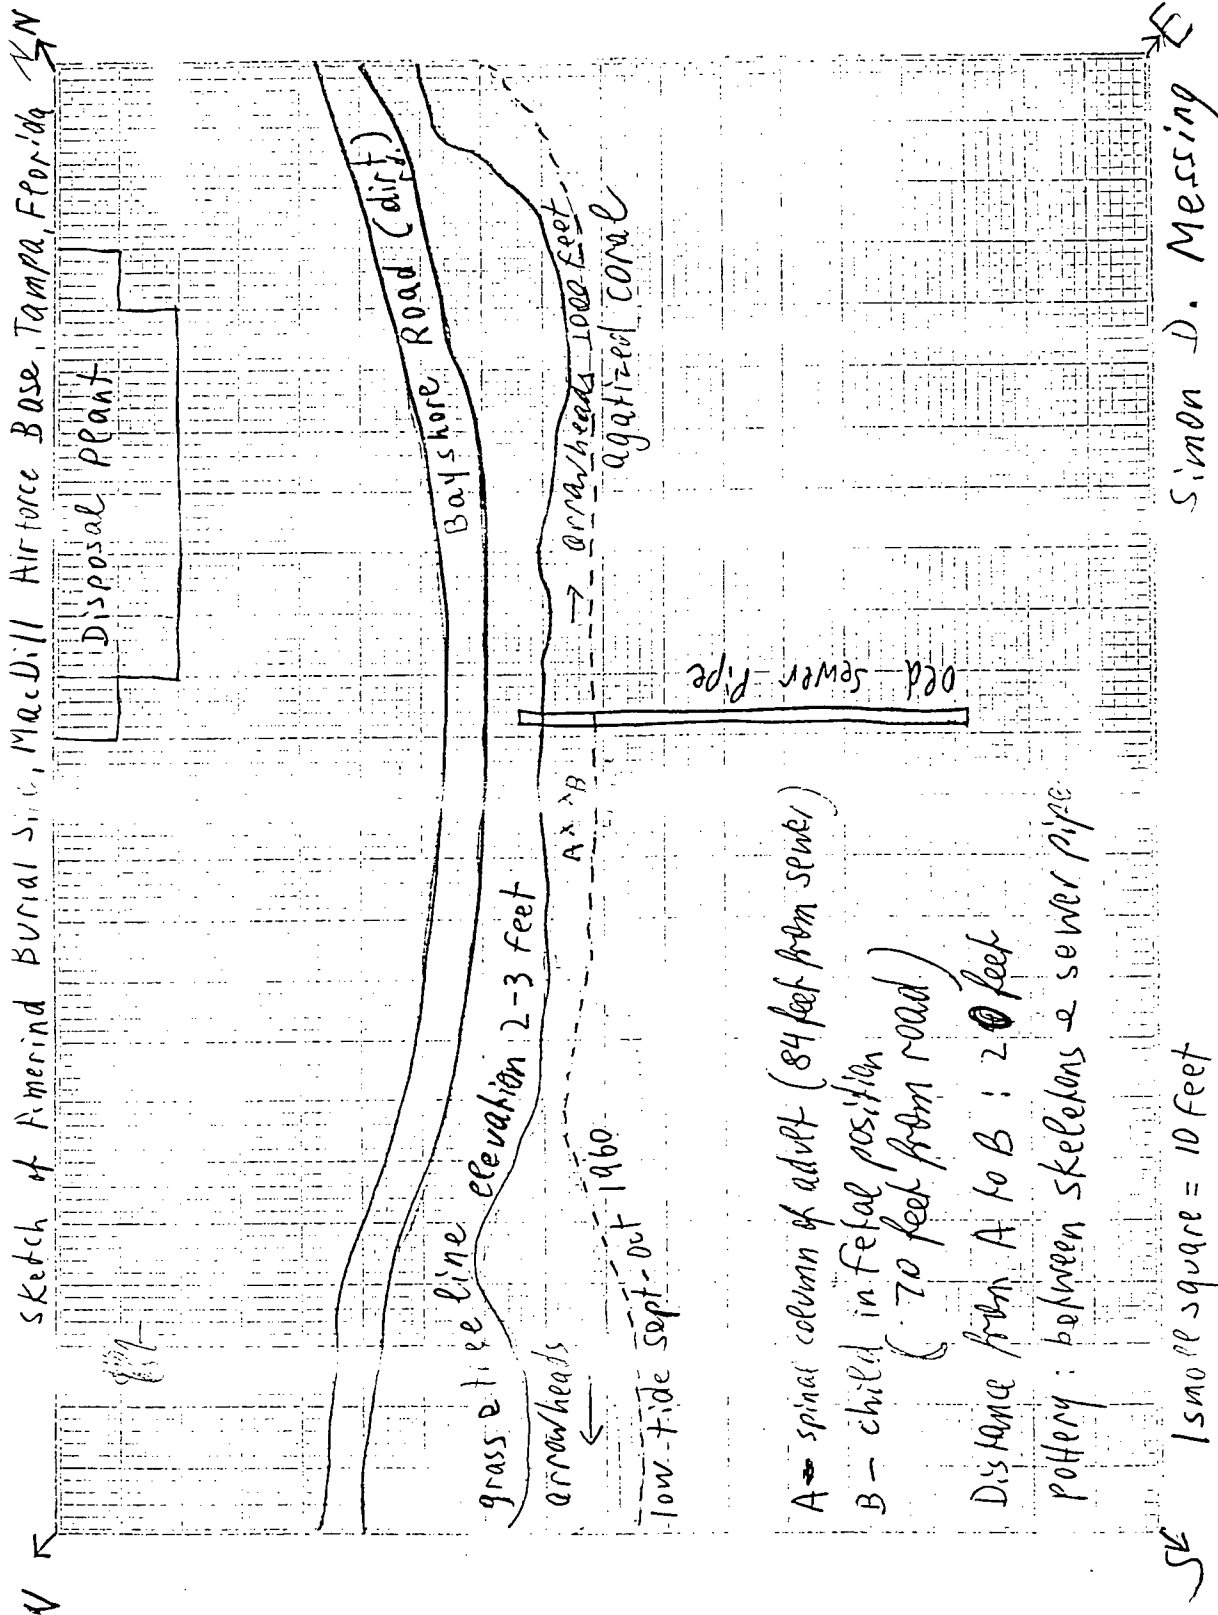 N
Sketch of Amerind Burial Site, MacDill Airforce Base, Tampa, Florida
W
E
Disposal Plant
Bayshore Road (dirt)
grass & tree line elevation 2-3 feet
arrowheads
→ arrowheads 1000 feet
agatized coral
A x x B
low-tide Sept-Oct 1960
Old Sewer-Pipe
A - spinal column of adult (84 feet from sewer)
B - child in fetal position
(70 feet from road)
Distance from A to B: 20 feet
Pottery: between skeletons & sewer pipe
S
1 small square = 10 feet
Simon D. Messing